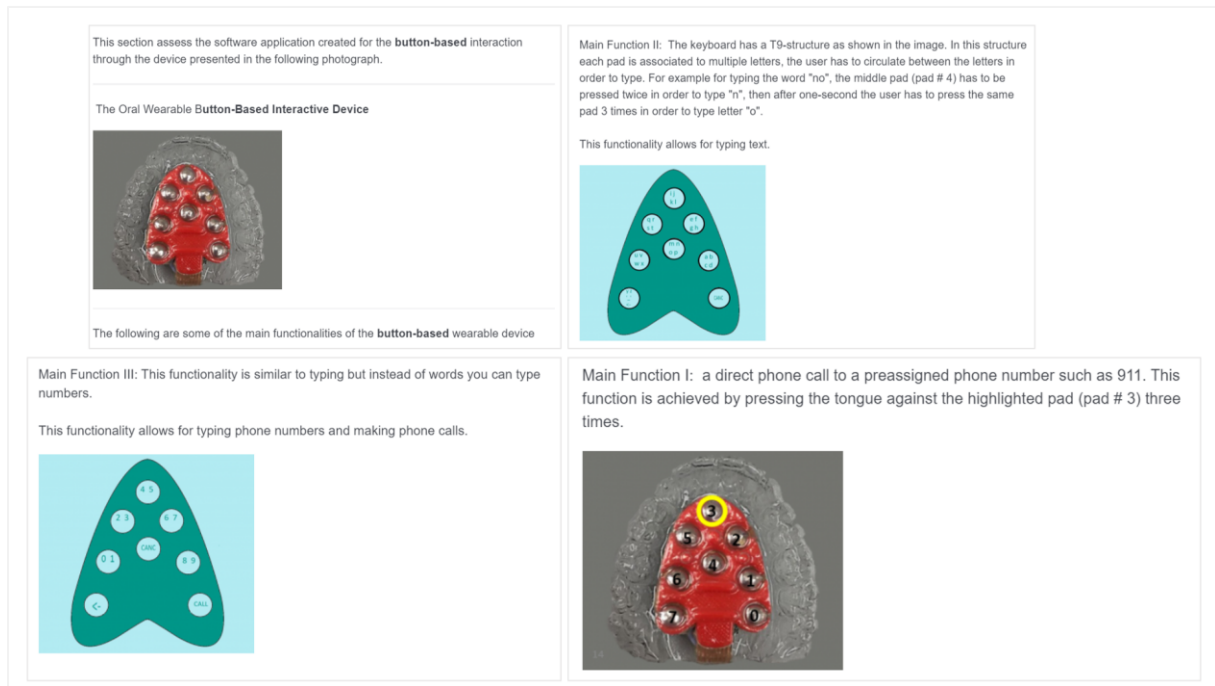 This section assess the software application created for the button-based interaction
through the device presented in the following photograph.
The Oral Wearable Button-Based Interactive Device
The following are some of the main functionalities of the button-based wearable device
Main Function II: The keyboard has a T9-structure as shown in the image. In this structure
each pad is associated to multiple letters, the user has to circulate between the letters in
order to type. For example for typing the word "no", the middle pad (pad # 4) has to be
pressed twice in order to type "n", then after one-second the user has to press the same
pad 3 times in order to type letter "o".
This functionality allows for typing text.
q r
e f
g h
m n
o p
a b
c d
Main Function III: This functionality is similar to typing but instead of words you can type
numbers.
This functionality allows for typing phone numbers and making phone calls.
4 5
2 3
6 7
CANC
0 1
8 9
<-
CALL
Main Function I: a direct phone call to a preassigned phone number such as 911. This
function is achieved by pressing the tongue against the highlighted pad (pad # 3) three
times.
3
5
2
4
6
1
7
0
14